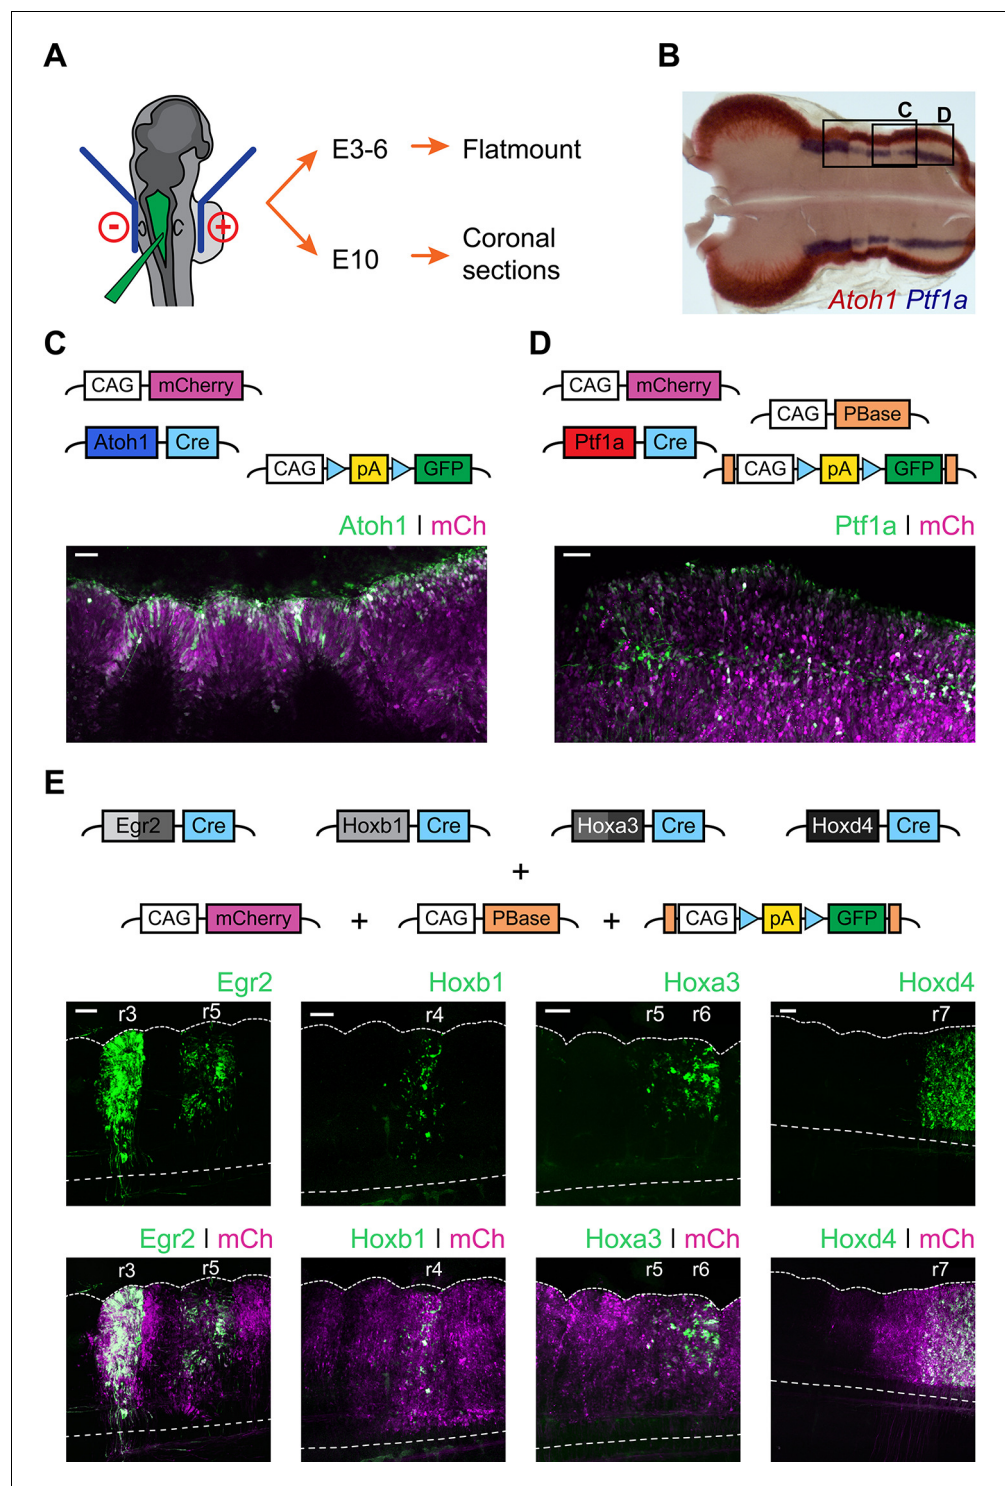 A
E3-6
Flatmount
E10
Coronal
sections
-
+
B
C
D
Atoh1 Ptf1a
C
CAG mCherry
Atoh1 Cre
CAG pA GFP
Atoh1 | mCh
D
CAG mCherry
CAG PBase
Ptf1a Cre
CAG pA GFP
Ptf1a | mCh
E
Egr2 Cre
Hoxb1 Cre
Hoxa3 Cre
Hoxd4 Cre
+
CAG mCherry + CAG PBase + CAG pA GFP
Egr2
Hoxb1
Hoxa3
Hoxd4
r3 r5
r4
r5 r6
r7
Egr2 | mCh
Hoxb1 | mCh
Hoxa3 | mCh
Hoxd4 | mCh
r3 r5
r4
r5 r6
r7